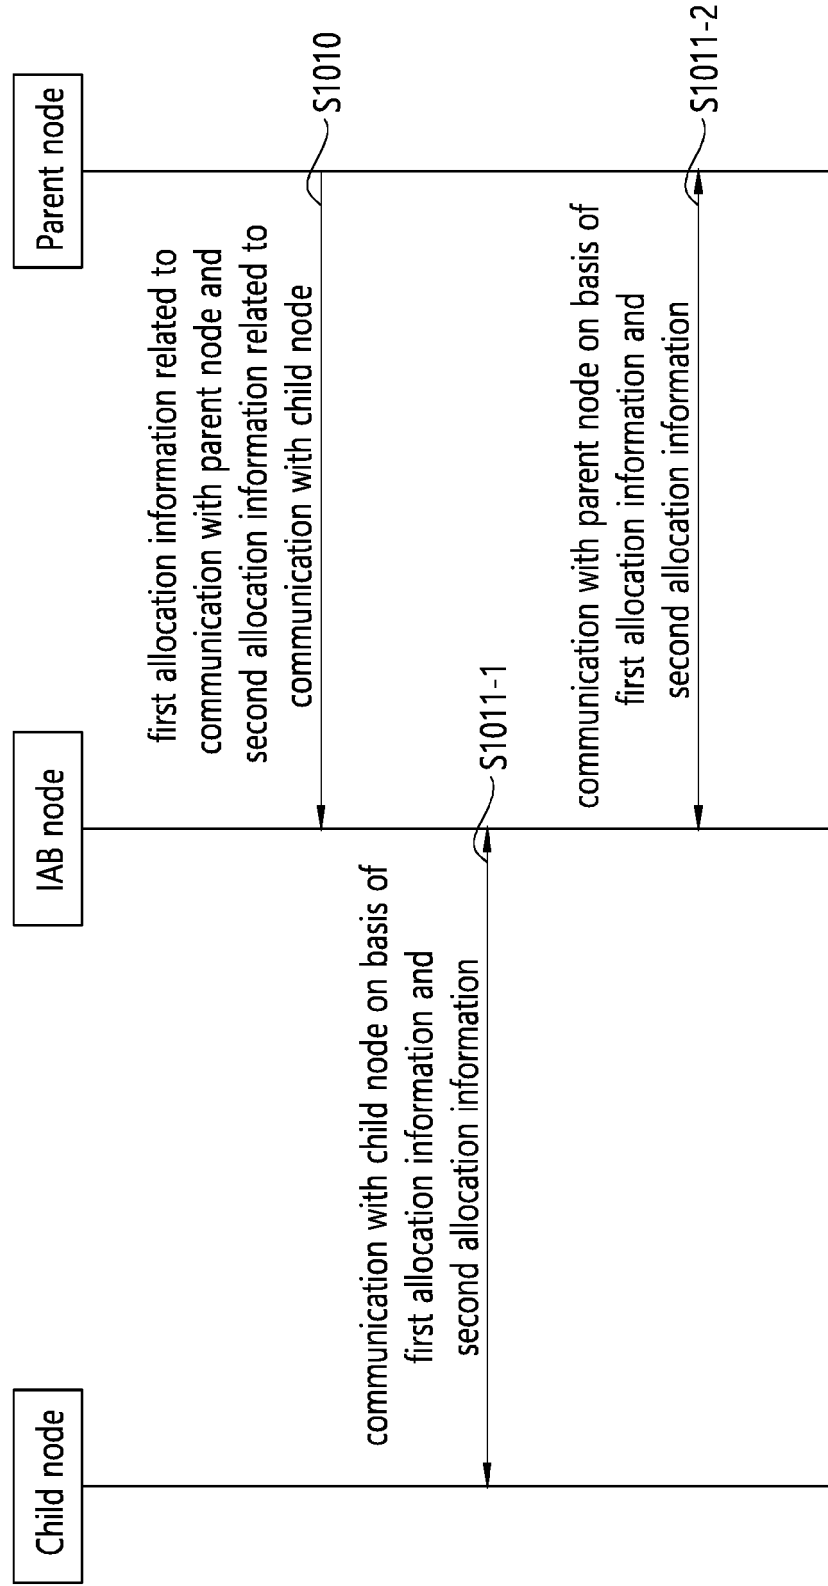 Child node
IAB node
Parent node
first allocation information related to
communication with parent node and
second allocation information related to
communication with child node
S1010
communication with child node on basis of
first allocation information and
second allocation information
S1011-1
communication with parent node on basis of
first allocation information and
second allocation information
S1011-2